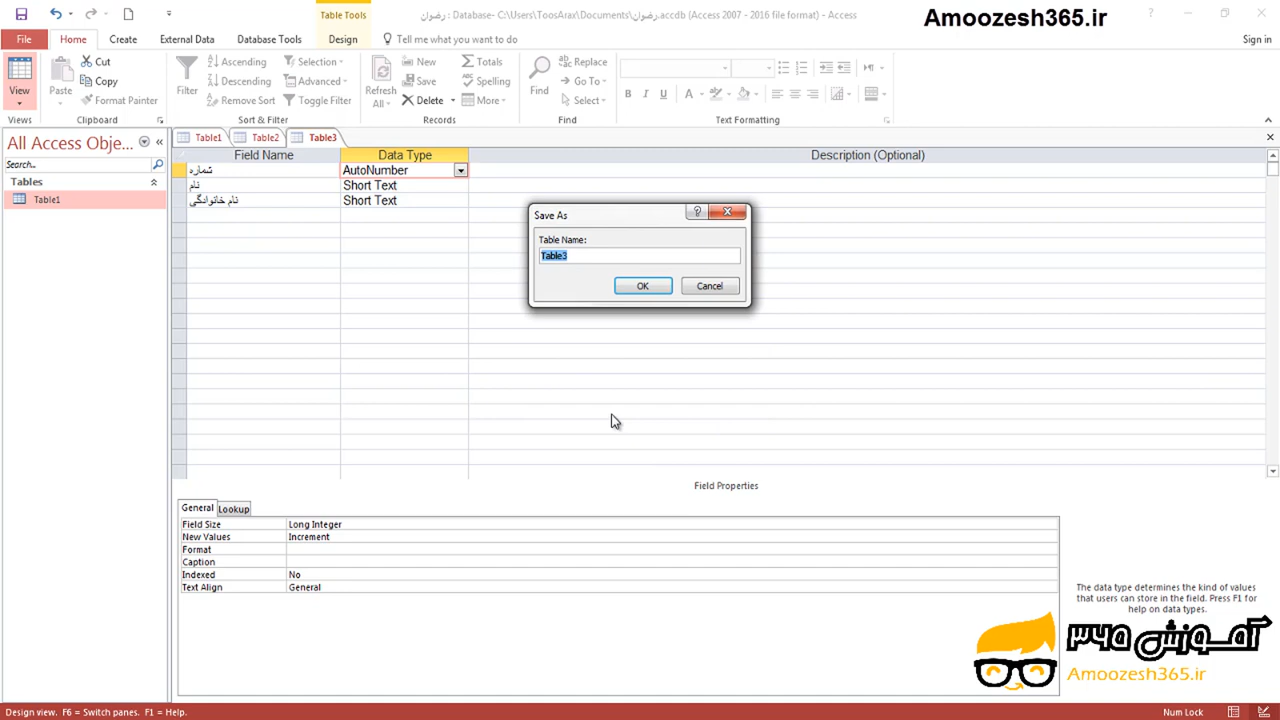 Table Tools
رضوان : Database- C:\Users\ToosArax\Documents\رضوان.accdb (Access 2007 - 2016 file format) - Access
Amoozesh365.ir
File Home Create External Data Database Tools Design Tell me what you want to do Sign in
View
Views
Paste
Cut
Copy
Format Painter
Clipboard
Filter
Ascending
Descending
Remove Sort
Selection
Advanced
Toggle Filter
Sort & Filter
Refresh
All
New
Save
Delete
Totals
Spelling
More
Records
Find
Replace
Go To
Select
Find
B I U A
Text Formatting
All Access Obje...
Search...
Tables
Table1
Table1 Table2 Table3
Field Name Data Type Description (Optional)
شماره AutoNumber
نام Short Text
نام خانوادگی Short Text
Save As
Table Name:
Table3
OK Cancel
Field Properties
General Lookup
Field Size Long Integer
New Values Increment
Format
Caption
Indexed No
Text Align General
The data type determines the kind of values
that users can store in the field. Press F1 for
help on data types.
آموزش ۳۶۵
Amoozesh365.ir
Design view. F6 = Switch panes. F1 = Help.
Num Lock